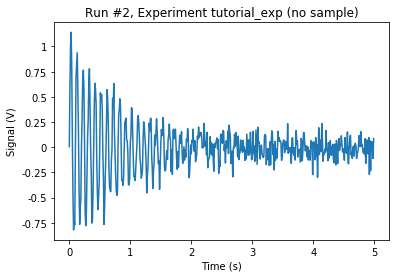 Run #2, Experiment tutorial_exp (no sample)
1
0.75
0.5
0.25
0
-0.25
-0.5
-0.75
Signal (V)
0 1 2 3 4 5
Time (s)